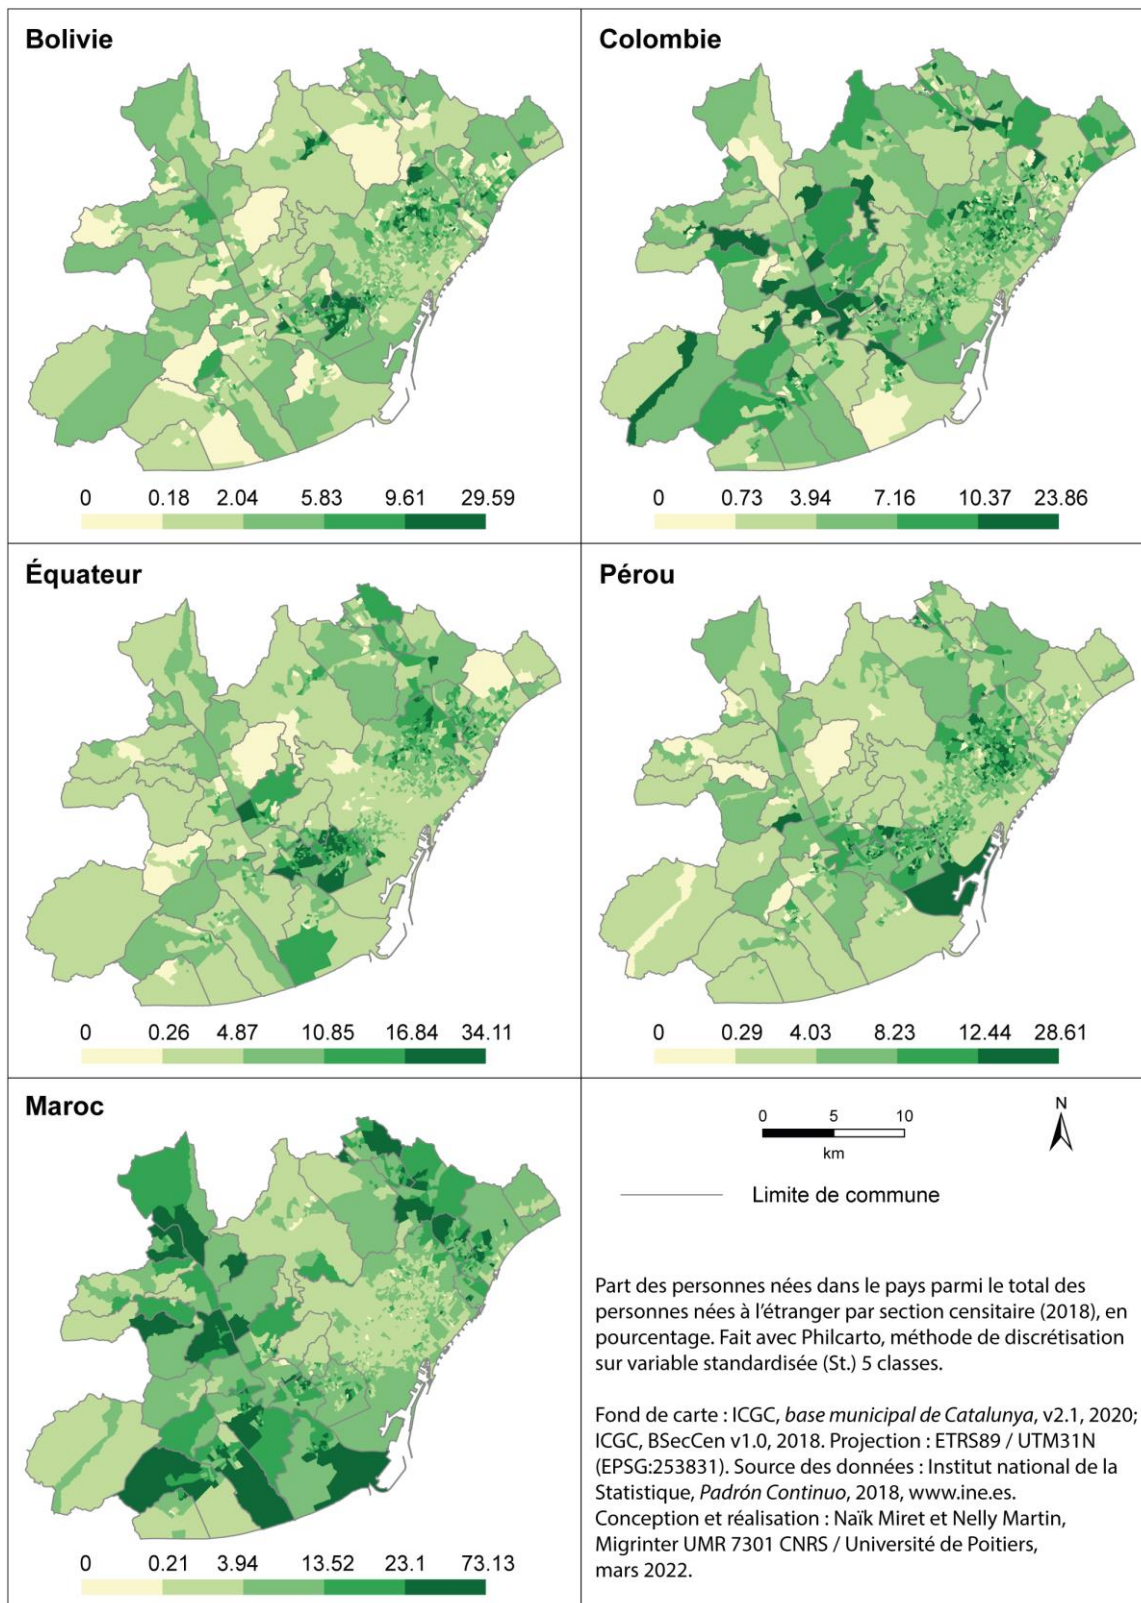 Bolivie
0 0.18 2.04 5.83 9.61 29.59
Colombie
0 0.73 3.94 7.16 10.37 23.86
Équateur
0 0.26 4.87 10.85 16.84 34.11
Pérou
0 0.29 4.03 8.23 12.44 28.61
Maroc
0 0.21 3.94 13.52 23.1 73.13
0 5 10
km
N
Limite de commune
Part des personnes nées dans le pays parmi le total des
personnes nées à l'étranger par section censitaire (2018), en
pourcentage. Fait avec Philcarto, méthode de discrétisation
sur variable standardisée (St.) 5 classes.
Fond de carte : ICGC, base municipal de Catalunya, v2.1, 2020;
ICGC, BSecCen v1.0, 2018. Projection : ETRS89 / UTM31N
(EPSG:253831). Source des données : Institut national de la
Statistique, Padrón Continuo, 2018, www.ine.es.
Conception et réalisation : Naïk Miret et Nelly Martin,
Migrinter UMR 7301 CNRS / Université de Poitiers,
mars 2022.